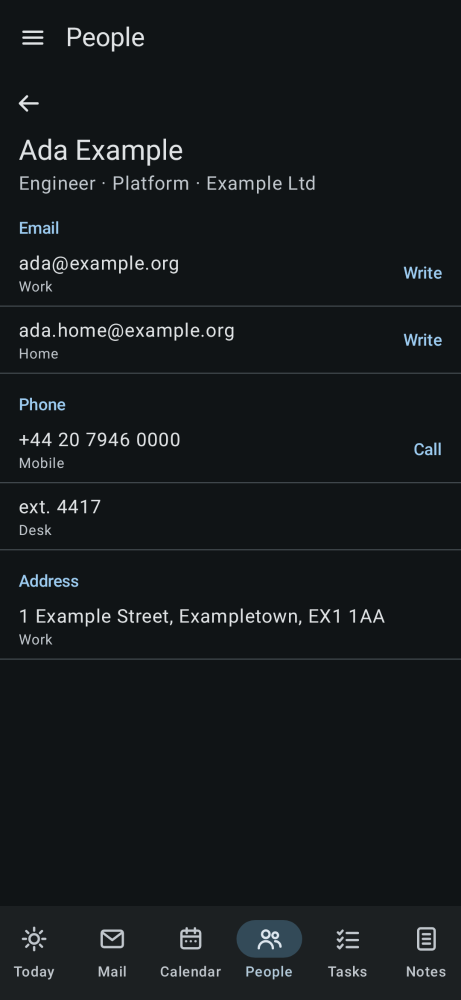 People
Ada Example
Engineer · Platform · Example Ltd
Email
ada@example.org
Work
Write
ada.home@example.org
Home
Write
Phone
+44 20 7946 0000
Mobile
Call
ext. 4417
Desk
Address
1 Example Street, Exampletown, EX1 1AA
Work
Today
Mail
Calendar
People
Tasks
Notes